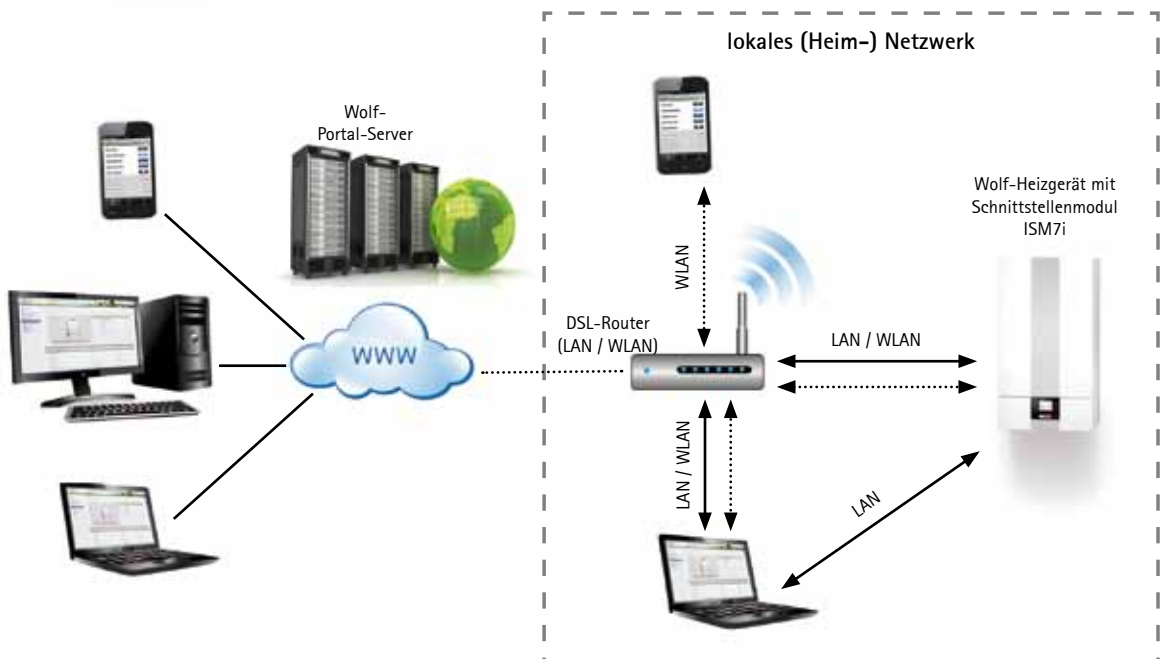 lokales (Heim-) Netzwerk
Wolf-
Portal-Server
Wolf-Heizgerät mit
Schnittstellenmodul
ISM7i
WLAN
DSL-Router
(LAN / WLAN)
WWW
LAN / WLAN
LAN / WLAN
LAN